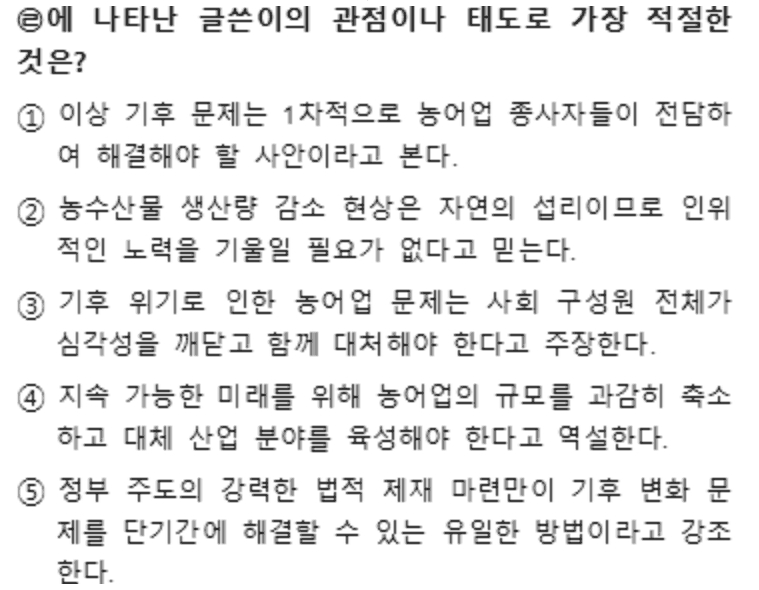 ㉣에 나타난 글쓴이의 관점이나 태도로 가장 적절한
것은?
① 이상 기후 문제는 1차적으로 농어업 종사자들이 전담하
여 해결해야 할 사안이라고 본다.
② 농수산물 생산량 감소 현상은 자연의 섭리이므로 인위
적인 노력을 기울일 필요가 없다고 믿는다.
③ 기후 위기로 인한 농어업 문제는 사회 구성원 전체가
심각성을 깨닫고 함께 대처해야 한다고 주장한다.
④ 지속 가능한 미래를 위해 농어업의 규모를 과감히 축소
하고 대체 산업 분야를 육성해야 한다고 역설한다.
⑤ 정부 주도의 강력한 법적 제재 마련만이 기후 변화 문
제를 단기간에 해결할 수 있는 유일한 방법이라고 강조
한다.